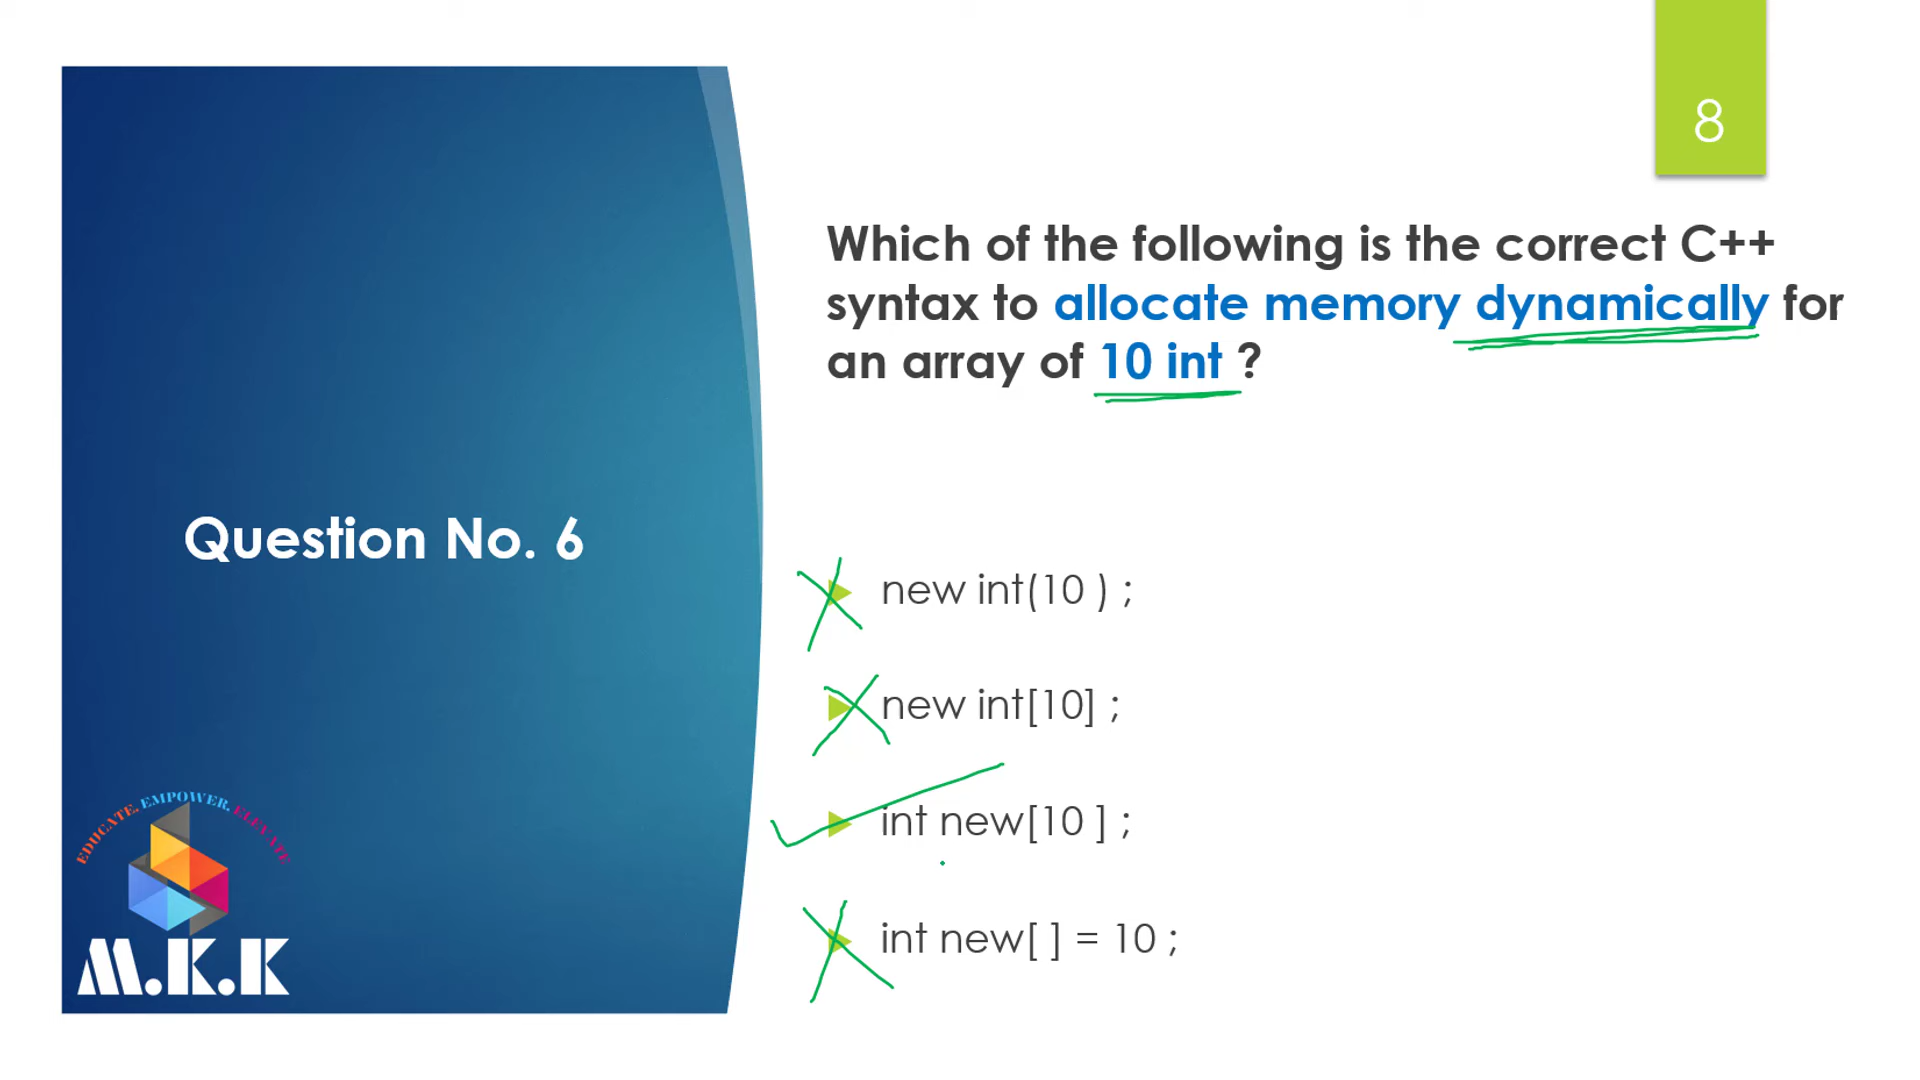 8
Which of the following is the correct C++
syntax to allocate memory dynamically for
an array of 10 int ?
Question No. 6
new int(10 ) ;
new int[10] ;
int new[10 ] ;
int new[ ] = 10 ;
EDUCATE. EMPOWER. ELEVATE
M.K.K